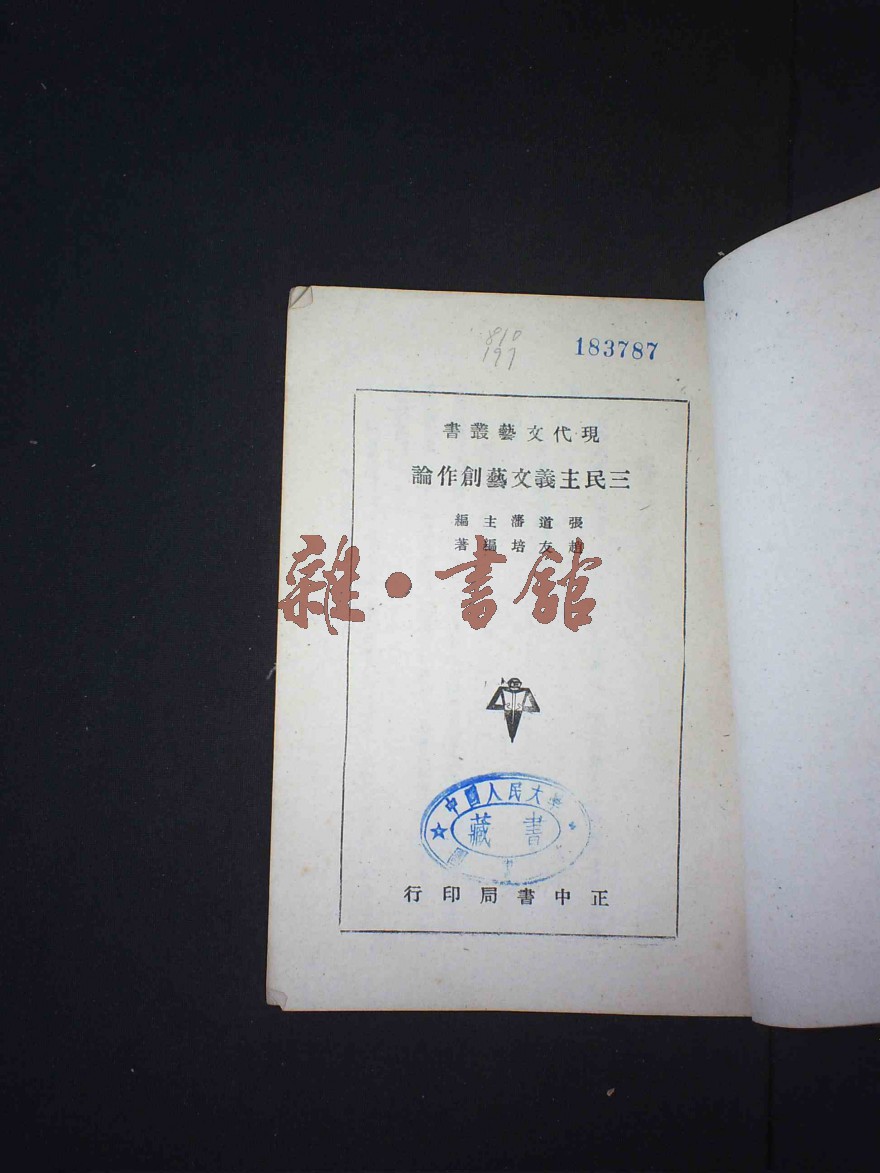 810
197
183787
現代文藝叢書
三民主義文藝創作論
張道藩主編
趙友培編著
雜·書館
中國人民大學
藏書
正中書局印行